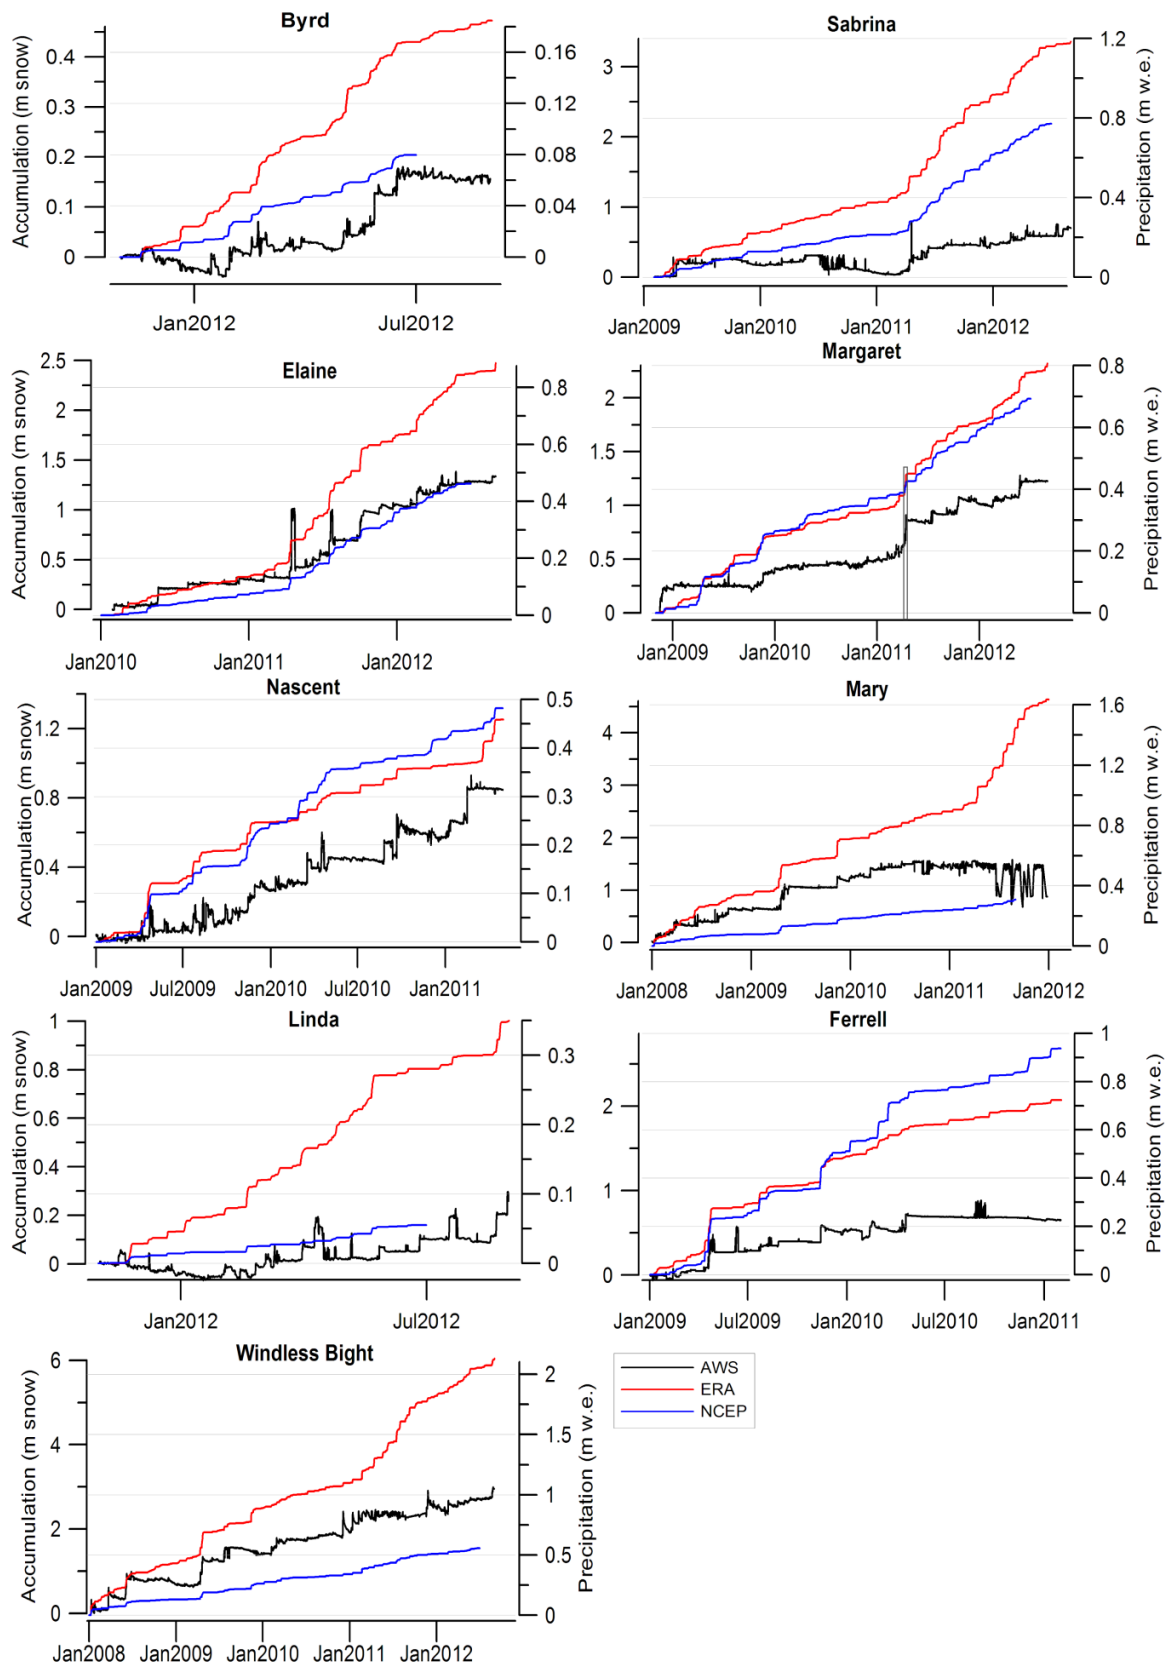 Byrd
Accumulation (m snow)
0.4
0.3
0.2
0.1
0
0.16
0.12
0.08
0.04
0
Jan2012
Jul2012
Sabrina
3
2
1
0
1.2
0.8
0.4
0
Precipitation (m w.e.)
Jan2009
Jan2010
Jan2011
Jan2012
Elaine
Accumulation (m snow)
2.5
2
1.5
1
0.5
0
0.8
0.6
0.4
0.2
0
Jan2010
Jan2011
Jan2012
Margaret
2
1.5
1
0.5
0
0.8
0.6
0.4
0.2
0
Precipitation (m w.e.)
Jan2009
Jan2010
Jan2011
Jan2012
Nascent
Accumulation (m snow)
1.2
0.8
0.4
0
0.5
0.4
0.3
0.2
0.1
0
Jan2009
Jul2009
Jan2010
Jul2010
Jan2011
Mary
4
3
2
1
0
1.6
1.2
0.8
0.4
0
Precipitation (m w.e.)
Jan2008
Jan2009
Jan2010
Jan2011
Jan2012
Linda
Accumulation (m snow)
1
0.8
0.6
0.4
0.2
0
0.3
0.2
0.1
0
Jan2012
Jul2012
Ferrell
2
1
0
1
0.8
0.6
0.4
0.2
0
Precipitation (m w.e.)
Jan2009
Jul2009
Jan2010
Jul2010
Jan2011
Windless Bight
Accumulation (m snow)
6
4
2
0
2
1.5
1
0.5
0
Precipitation (m w.e.)
Jan2008
Jan2009
Jan2010
Jan2011
Jan2012
AWS
ERA
NCEP